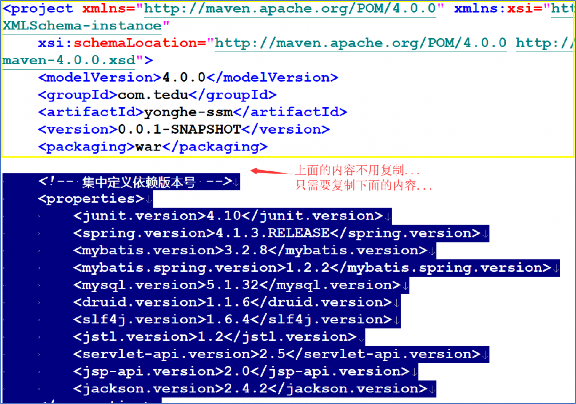 <project xmlns="http://maven.apache.org/POM/4.0.0" xmlns:xsi="htt
XMLSchema-instance"
xsi:schemaLocation="http://maven.apache.org/POM/4.0.0 http:/
maven-4.0.0.xsd">
<modelVersion>4.0.0</modelVersion>
<groupId>com.tedu</groupId>
<artifactId>yonghe-ssm</artifactId>
<version>0.0.1-SNAPSHOT</version>
<packaging>war</packaging>
上面的内容不用复制...
只需要复制下面的内容...
<!-- 集中定义依赖版本号 -->
<properties>
<junit.version>4.10</junit.version>
<spring.version>4.1.3.RELEASE</spring.version>
<mybatis.version>3.2.8</mybatis.version>
<mybatis.spring.version>1.2.2</mybatis.spring.version>
<mysql.version>5.1.32</mysql.version>
<druid.version>1.1.6</druid.version>
<slf4j.version>1.6.4</slf4j.version>
<jstl.version>1.2</jstl.version>
<servlet-api.version>2.5</servlet-api.version>
<jsp-api.version>2.0</jsp-api.version>
<jackson.version>2.4.2</jackson.version>